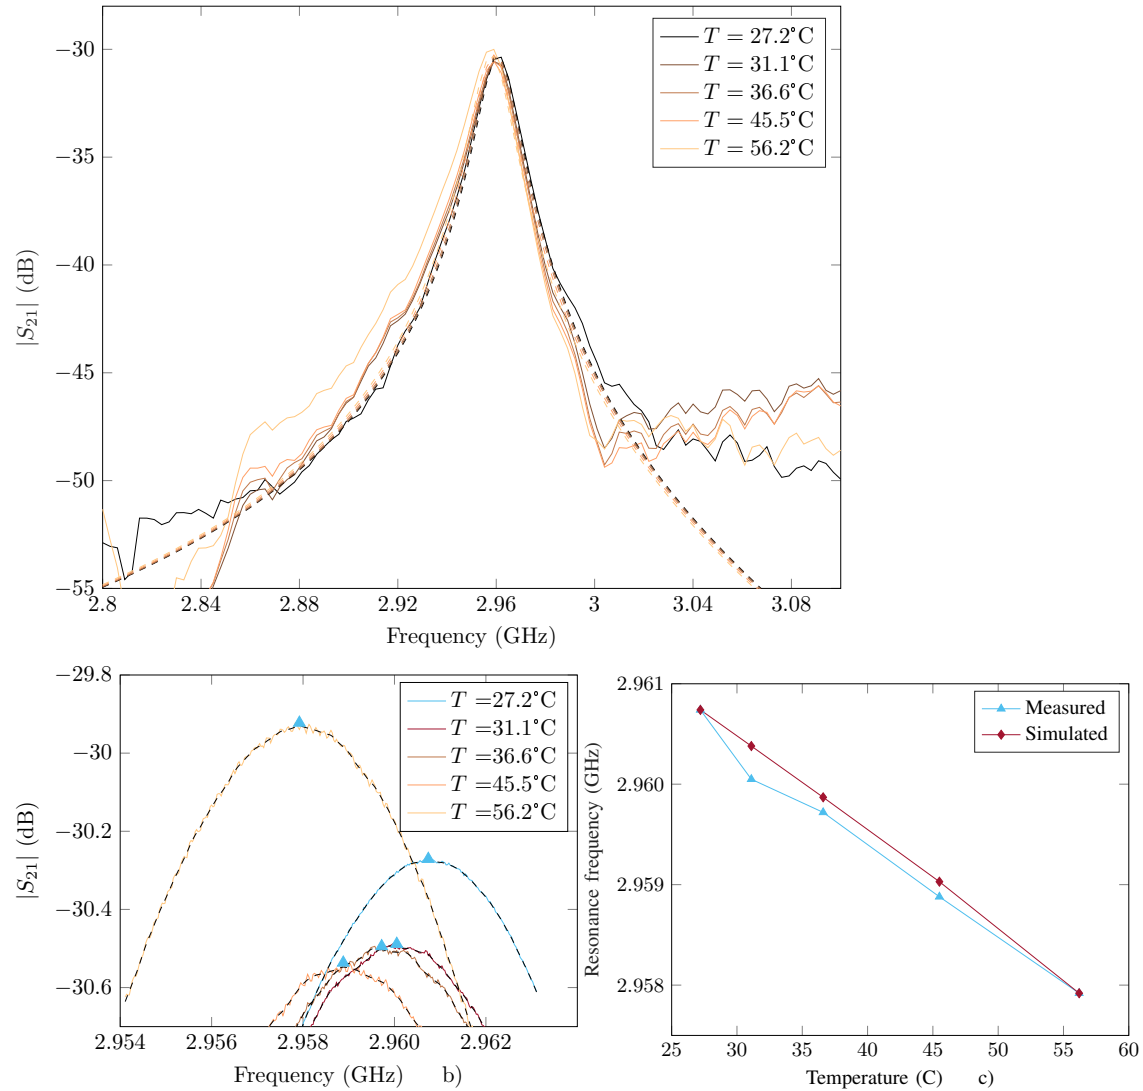 −30
−35
−40
−45
−50
−55
|S21| (dB)
T = 27.2°C
T = 31.1°C
T = 36.6°C
T = 45.5°C
T = 56.2°C
2.8 2.84 2.88 2.92 2.96 3 3.04 3.08
Frequency (GHz)
−29.8
−30
−30.2
−30.4
−30.6
|S21| (dB)
T =27.2°C
T =31.1°C
T =36.6°C
T =45.5°C
T =56.2°C
2.954 2.956 2.958 2.960 2.962
Frequency (GHz) b)
2.961
2.960
2.959
2.958
Resonance frequency (GHz)
Measured
Simulated
25 30 35 40 45 50 55 60
Temperature (C) c)